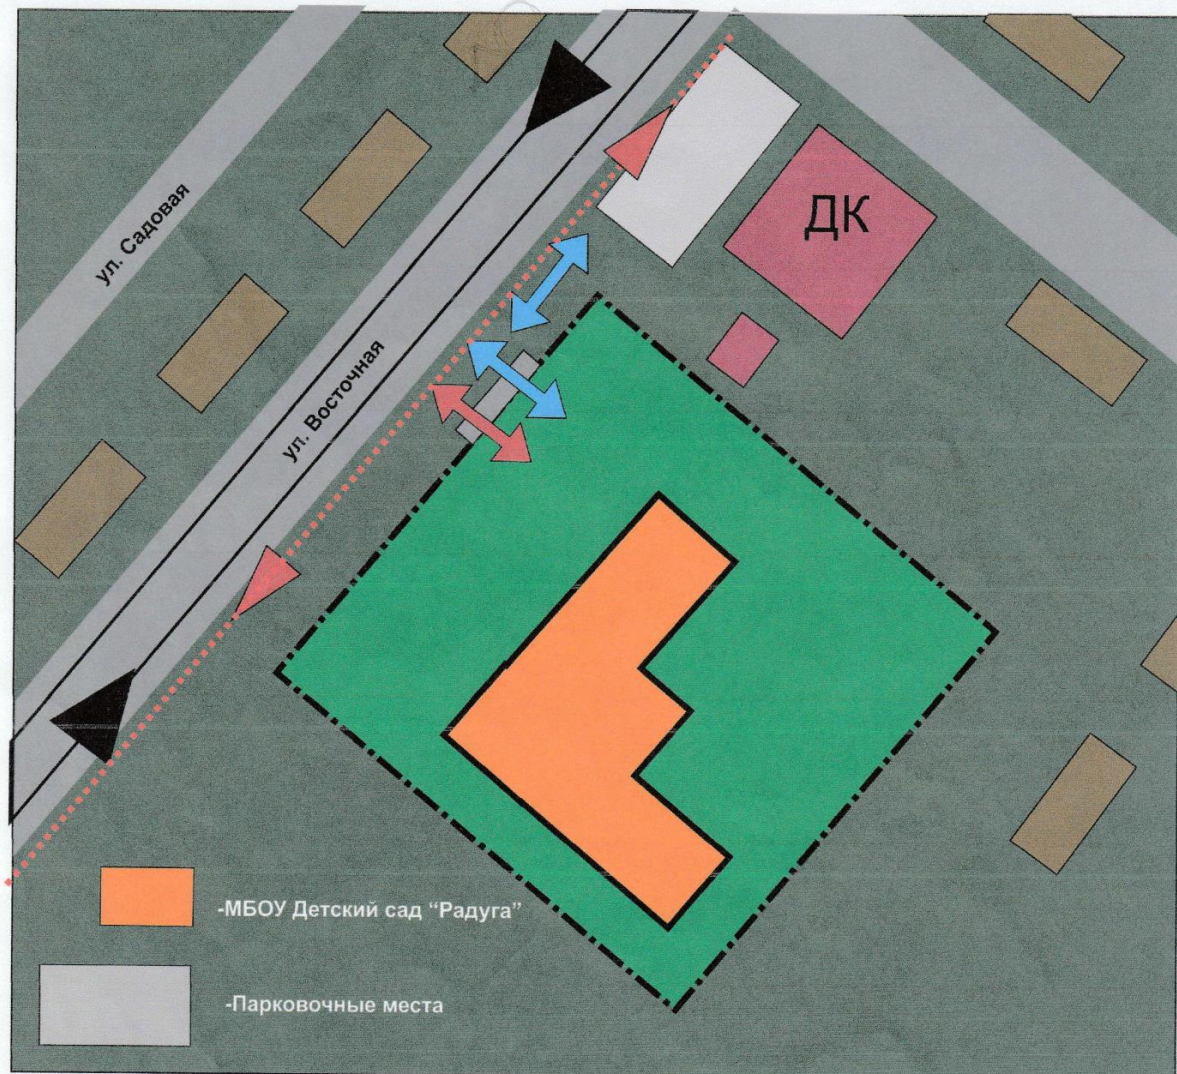 ул. Садовая
ДК
ул. Восточная
-МБОУ Детский сад “Радуга”
-Парковочные места